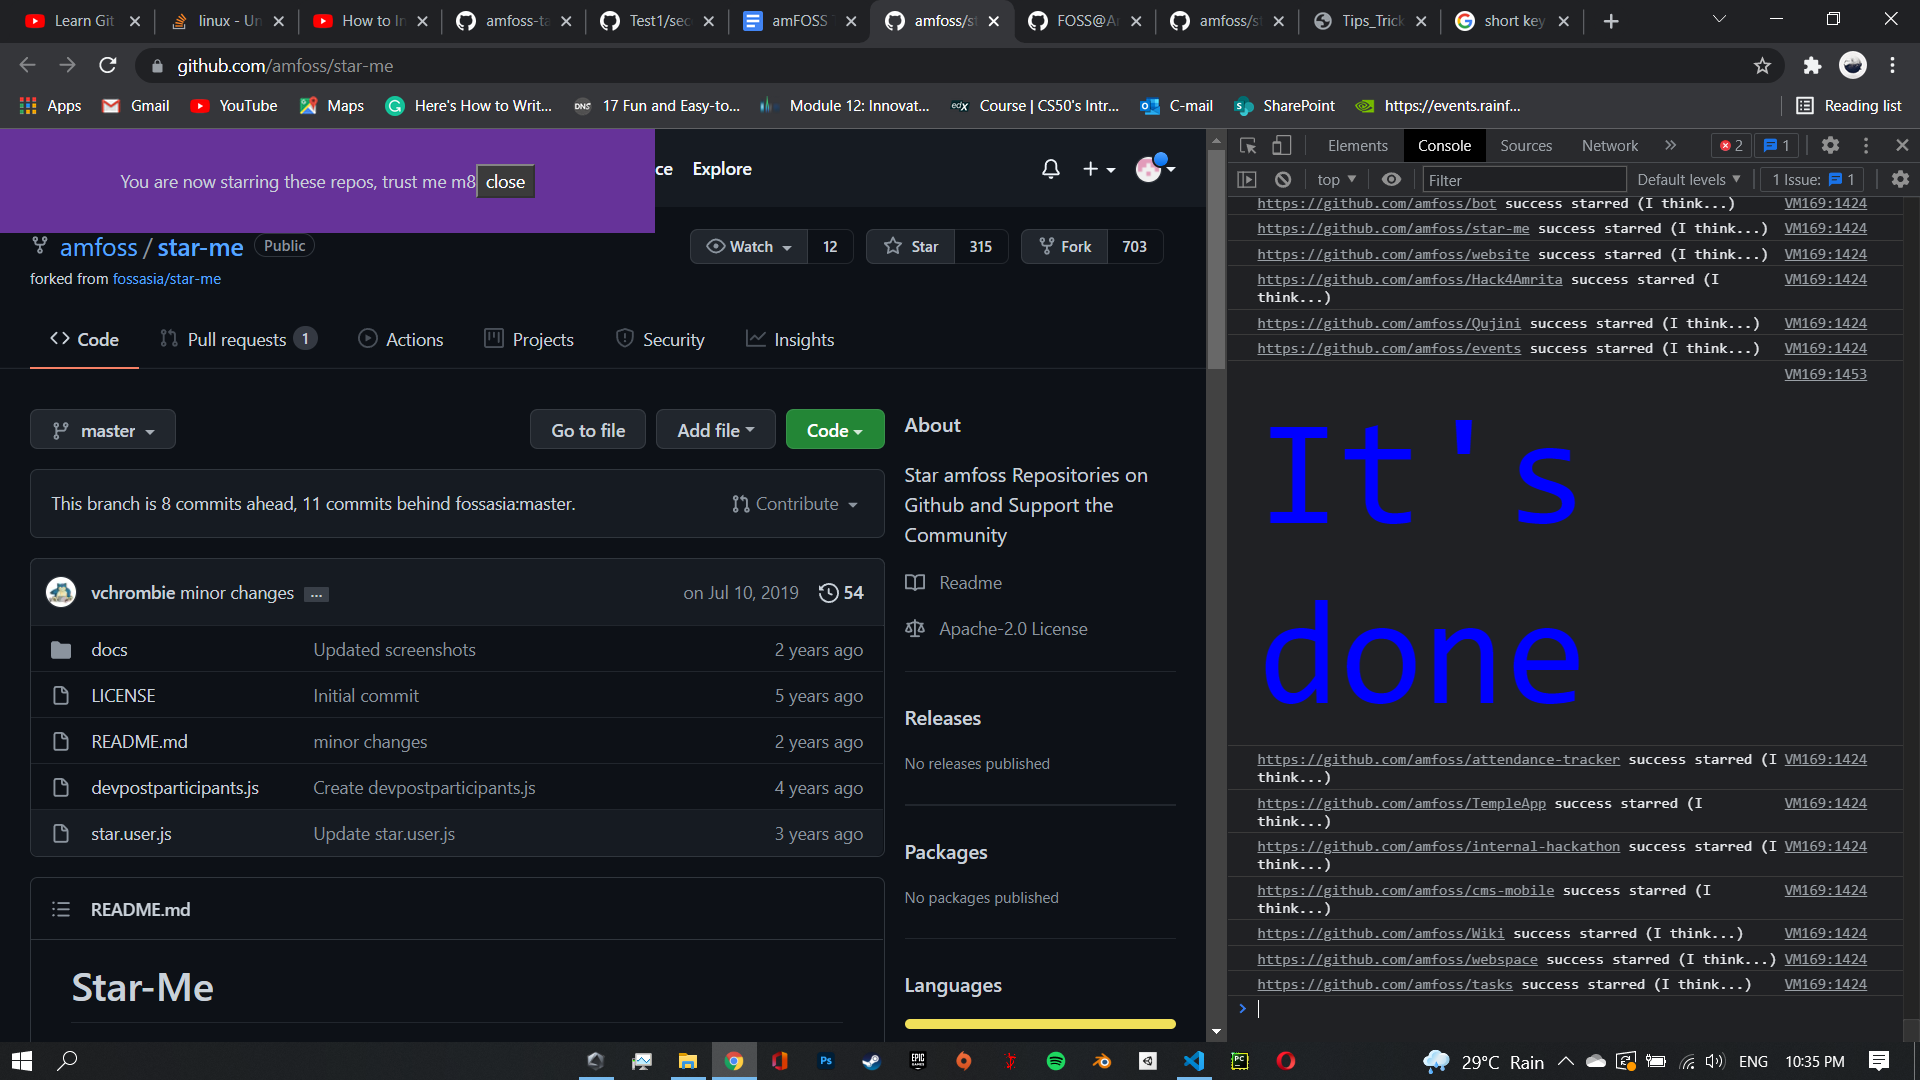 Learn Git
linux - Un
How to In
amfoss-ta
Test1/sec
amFOSS
amfoss/st
FOSS@A
amfoss/st
Tips_Trick
short key
github.com/amfoss/star-me
Apps Gmail YouTube Maps Here's How to Writ... DNS 17 Fun and Easy-to... Module 12: Innovat... edX Course | CS50's Intr... C-mail SharePoint https://events.rainf... Reading list
You are now starring these repos, trust me m8 close
ce Explore
amfoss / star-me Public
Watch 12 Star 315 Fork 703
forked from fossasia/star-me
Code Pull requests 1 Actions Projects Security Insights
master Go to file Add file Code
This branch is 8 commits ahead, 11 commits behind fossasia:master. Contribute
vchrombie minor changes ... on Jul 10, 2019 54
docs Updated screenshots 2 years ago
LICENSE Initial commit 5 years ago
README.md minor changes 2 years ago
devpostparticipants.js Create devpostparticipants.js 4 years ago
star.user.js Update star.user.js 3 years ago
README.md
Star-Me
About
Star amfoss Repositories on
Github and Support the
Community
Readme
Apache-2.0 License
Releases
No releases published
Packages
No packages published
Languages
Elements Console Sources Network » 2 1
top Filter Default levels 1 Issue: 1
https://github.com/amfoss/bot success starred (I think...) VM169:1424
https://github.com/amfoss/star-me success starred (I think...) VM169:1424
https://github.com/amfoss/website success starred (I think...) VM169:1424
https://github.com/amfoss/Hack4Amrita success starred (I VM169:1424
think...)
https://github.com/amfoss/Qujini success starred (I think...) VM169:1424
https://github.com/amfoss/events success starred (I think...) VM169:1424
VM169:1453
It's
done
https://github.com/amfoss/attendance-tracker success starred (I VM169:1424
think...)
https://github.com/amfoss/TempleApp success starred (I VM169:1424
think...)
https://github.com/amfoss/internal-hackathon success starred (I VM169:1424
think...)
https://github.com/amfoss/cms-mobile success starred (I VM169:1424
think...)
https://github.com/amfoss/Wiki success starred (I think...) VM169:1424
https://github.com/amfoss/webspace success starred (I think...) VM169:1424
https://github.com/amfoss/tasks success starred (I think...) VM169:1424
Ps EPIC GAMES PC 29°C Rain ENG 10:35 PM